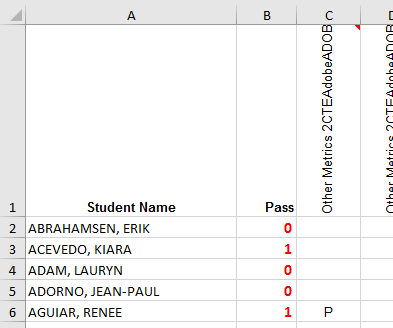 A B C D
1 Student Name Pass Other Metrics 2CTEAdobeADOB Other Metrics 2CTEAdobeADOB
2 ABRAHAMSEN, ERIK 0
3 ACEVEDO, KIARA 1
4 ADAM, LAURYN 0
5 ADORNO, JEAN-PAUL 0
6 AGUIAR, RENEE 1 P